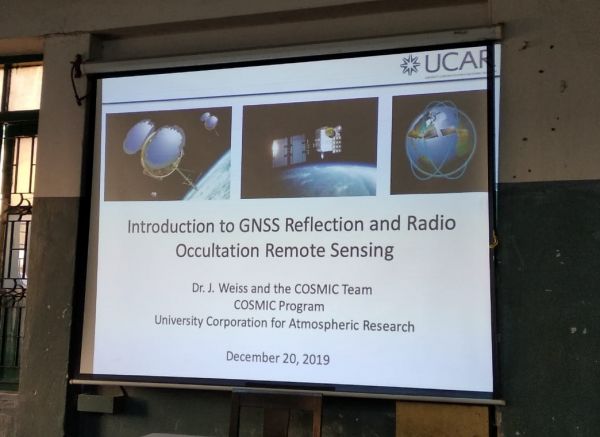 UCAR
Introduction to GNSS Reflection and Radio
Occultation Remote Sensing
Dr. J. Weiss and the COSMIC Team
COSMIC Program
University Corporation for Atmospheric Research
December 20, 2019